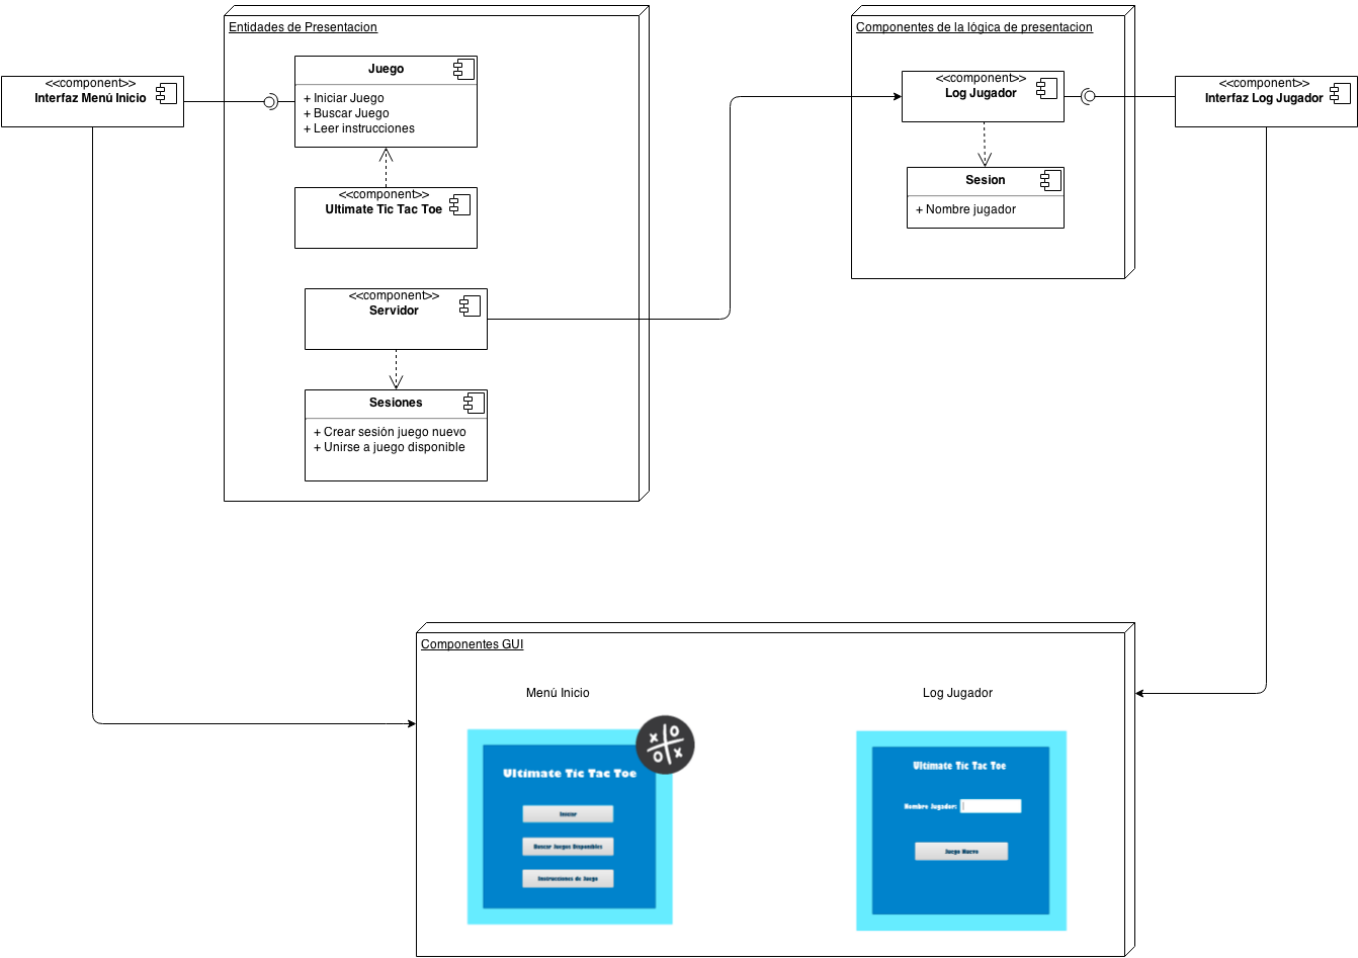 Entidades de Presentacion
Componentes de la lógica de presentacion
<<component>>
Interfaz Menú Inicio
Juego
+ Iniciar Juego
+ Buscar Juego
+ Leer instrucciones
<<component>>
Ultimate Tic Tac Toe
<<component>>
Servidor
Sesiones
+ Crear sesión juego nuevo
+ Unirse a juego disponible
<<component>>
Log Jugador
Sesion
+ Nombre jugador
<<component>>
Interfaz Log Jugador
Componentes GUI
Menú Inicio
Log Jugador
Ultimate Tic Tac Toe
Iniciar
Buscar Juegos Disponibles
Instrucciones de Juego
Ultimate Tic Tac Toe
Nombre Jugador:
Juego Nuevo